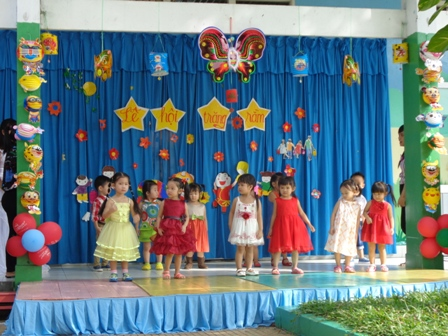 Lễ hội trăng rằm